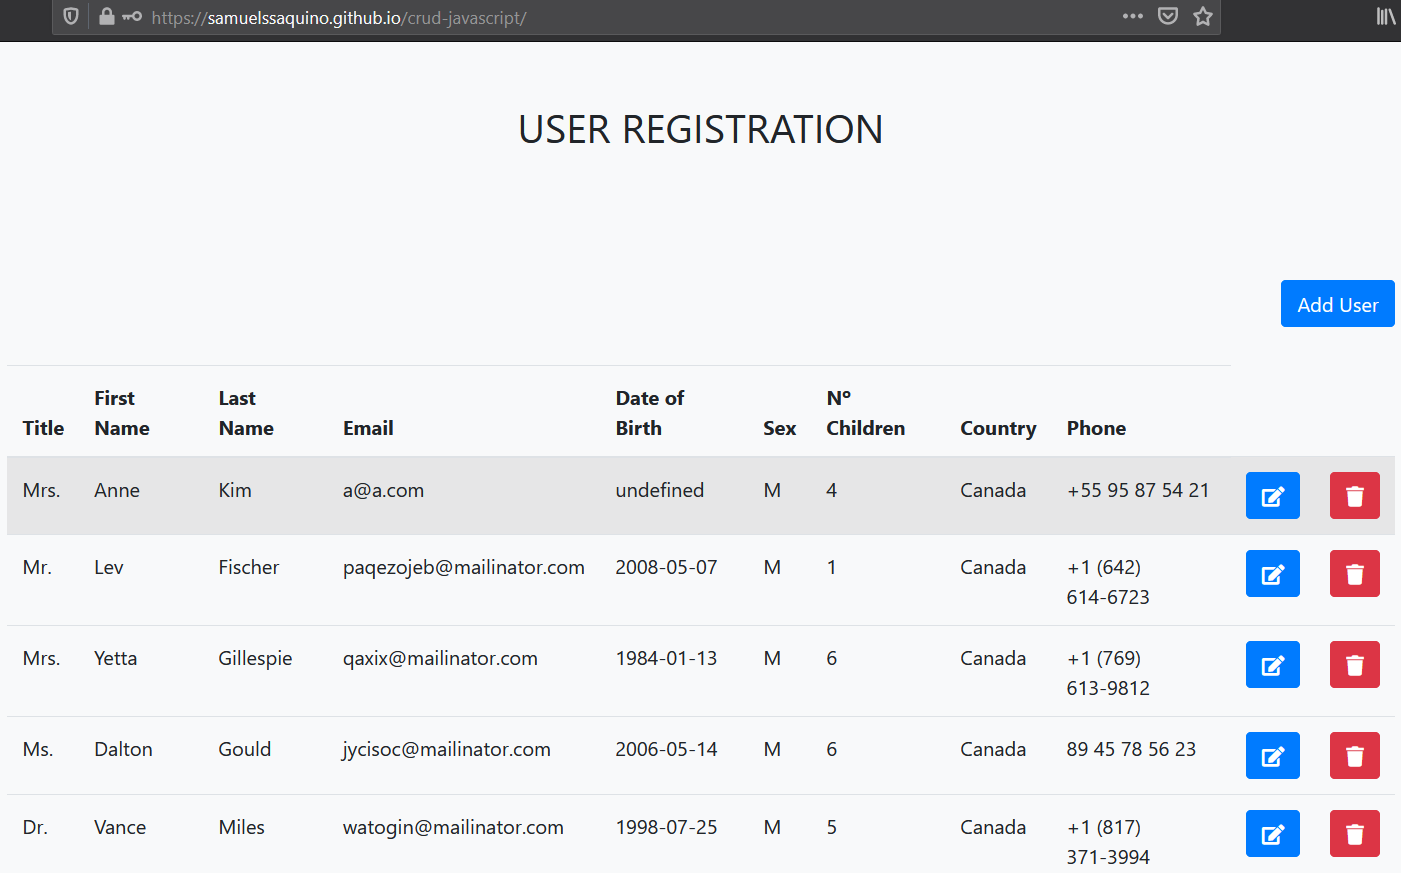 https://samuelssaquino.github.io/crud-javascript/
USER REGISTRATION
Add User
Title First Name Last Name Email Date of Birth Sex Nº Children Country Phone
Mrs. Anne Kim a@a.com undefined M 4 Canada +55 95 87 54 21
Mr. Lev Fischer paqezojeb@mailinator.com 2008-05-07 M 1 Canada +1 (642)
614-6723
Mrs. Yetta Gillespie qaxix@mailinator.com 1984-01-13 M 6 Canada +1 (769)
613-9812
Ms. Dalton Gould jycisoc@mailinator.com 2006-05-14 M 6 Canada 89 45 78 56 23
Dr. Vance Miles watogin@mailinator.com 1998-07-25 M 5 Canada +1 (817)
371-3994